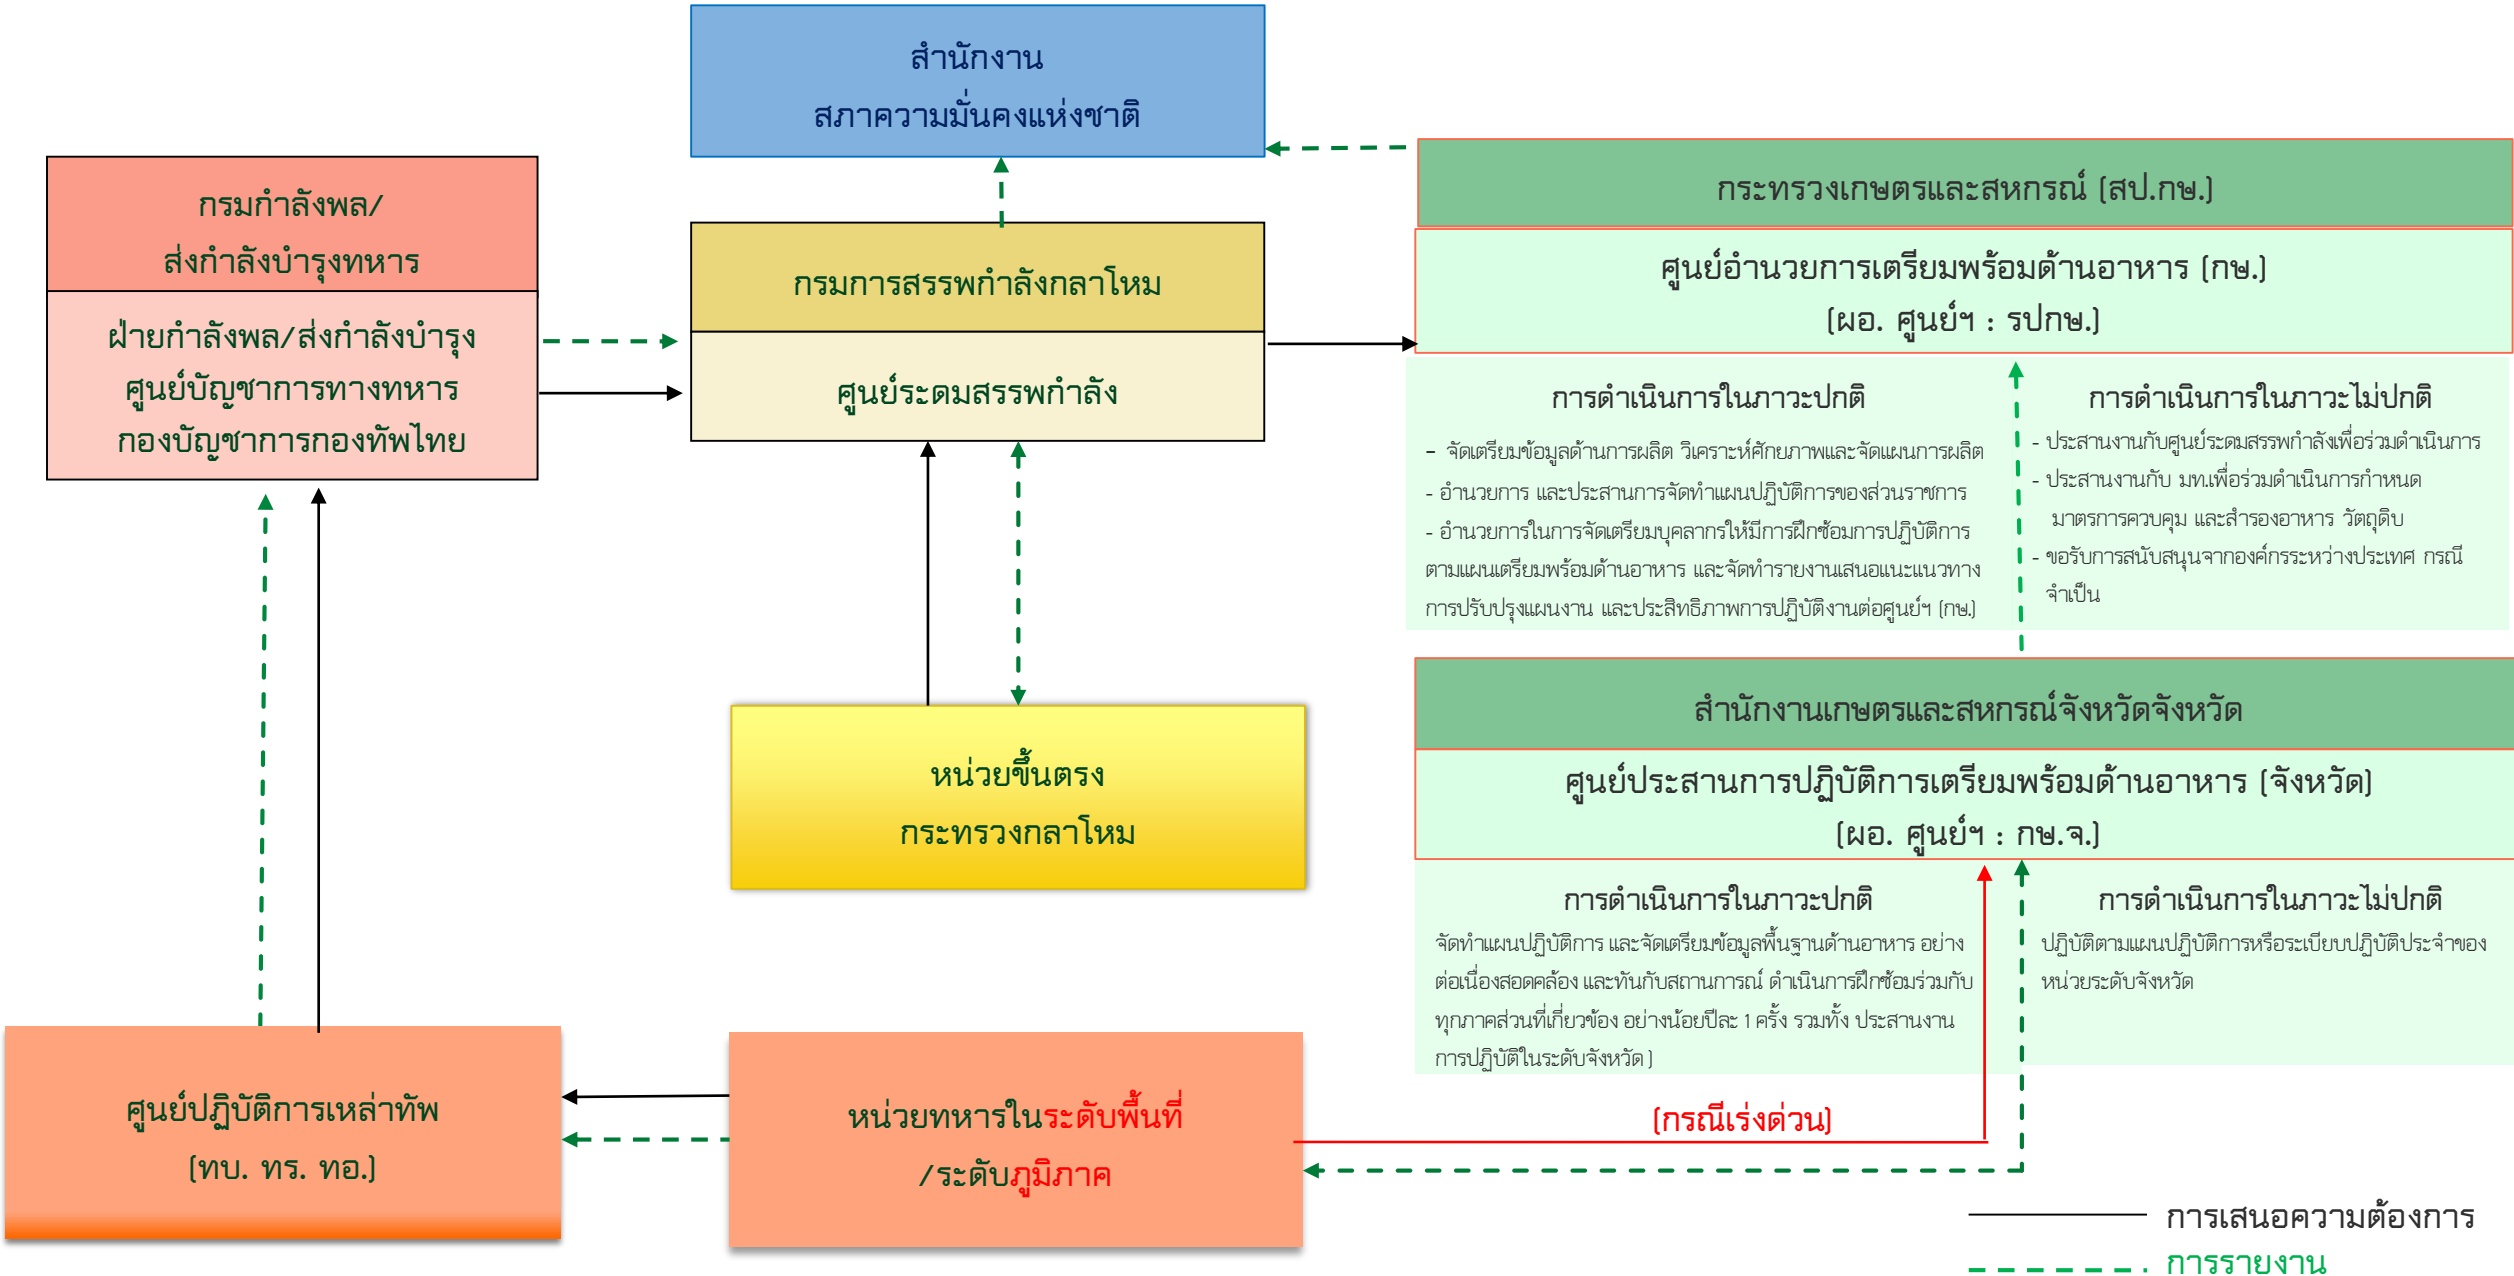 สำนักงาน
สภาความมั่นคงแห่งชาติ
กรมกำลังพล/
ส่งกำลังบำรุงทหาร
ฝ่ายกำลังพล/ส่งกำลังบำรุง
ศูนย์บัญชาการทางทหาร
กองบัญชาการกองทัพไทย
กรมการสรรพกำลังกลาโหม
ศูนย์ระดมสรรพกำลัง
กระทรวงเกษตรและสหกรณ์ (สป.กษ.)
ศูนย์อำนวยการเตรียมพร้อมด้านอาหาร (กษ.)
(ผอ. ศูนย์ฯ : รปกษ.)
การดำเนินการในภาวะปกติ
- จัดเตรียมข้อมูลด้านการผลิต วิเคราะห์ศักยภาพและจัดแผนการผลิต
- อำนวยการ และประสานการจัดทำแผนปฏิบัติการของส่วนราชการ
- อำนวยการในการจัดเตรียมบุคลากรให้มีการฝึกซ้อมการปฏิบัติการ
ตามแผนเตรียมพร้อมด้านอาหาร และจัดทำรายงานเสนอแนะแนวทาง
การปรับปรุงแผนงาน และประสิทธิภาพการปฏิบัติงานต่อศูนย์ฯ (กษ.)
การดำเนินการในภาวะไม่ปกติ
- ประสานงานกับศูนย์ระดมสรรพกำลังเพื่อร่วมดำเนินการ
- ประสานงานกับ มท.เพื่อร่วมดำเนินการกำหนด
มาตรการควบคุม และสำรองอาหาร วัตถุดิบ
- ขอรับการสนับสนุนจากองค์กรระหว่างประเทศ กรณี
จำเป็น
หน่วยขึ้นตรง
กระทรวงกลาโหม
สำนักงานเกษตรและสหกรณ์จังหวัดจังหวัด
ศูนย์ประสานการปฏิบัติการเตรียมพร้อมด้านอาหาร (จังหวัด)
(ผอ. ศูนย์ฯ : กษ.จ.)
การดำเนินการในภาวะปกติ
จัดทำแผนปฏิบัติการ และจัดเตรียมข้อมูลพื้นฐานด้านอาหาร อย่าง
ต่อเนื่องสอดคล้อง และทันกับสถานการณ์ ดำเนินการฝึกซ้อมร่วมกับ
ทุกภาคส่วนที่เกี่ยวข้อง อย่างน้อยปีละ 1 ครั้ง รวมทั้ง ประสานงาน
การปฏิบัติในระดับจังหวัด )
การดำเนินการในภาวะไม่ปกติ
ปฏิบัติตามแผนปฏิบัติการหรือระเบียบปฏิบัติประจำของ
หน่วยระดับจังหวัด
ศูนย์ปฏิบัติการเหล่าทัพ
(ทบ. ทร. ทอ.)
หน่วยทหารในระดับพื้นที่
/ระดับภูมิภาค
(กรณีเร่งด่วน)
การเสนอความต้องการ
การรายงาน